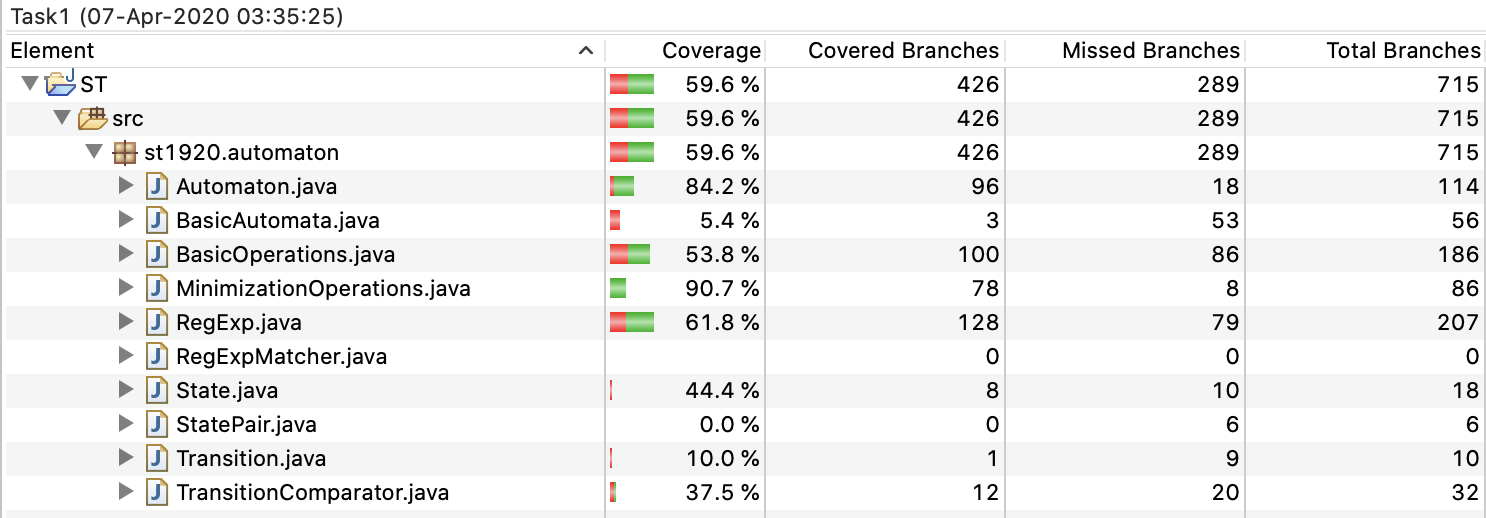 Task1 (07-Apr-2020 03:35:25)
Element Coverage Covered Branches Missed Branches Total Branches
ST 59.6 % 426 289 715
src 59.6 % 426 289 715
st1920.automaton 59.6 % 426 289 715
Automaton.java 84.2 % 96 18 114
BasicAutomata.java 5.4 % 3 53 56
BasicOperations.java 53.8 % 100 86 186
MinimizationOperations.java 90.7 % 78 8 86
RegExp.java 61.8 % 128 79 207
RegExpMatcher.java 0 0 0
State.java 44.4 % 8 10 18
StatePair.java 0.0 % 0 6 6
Transition.java 10.0 % 1 9 10
TransitionComparator.java 37.5 % 12 20 32